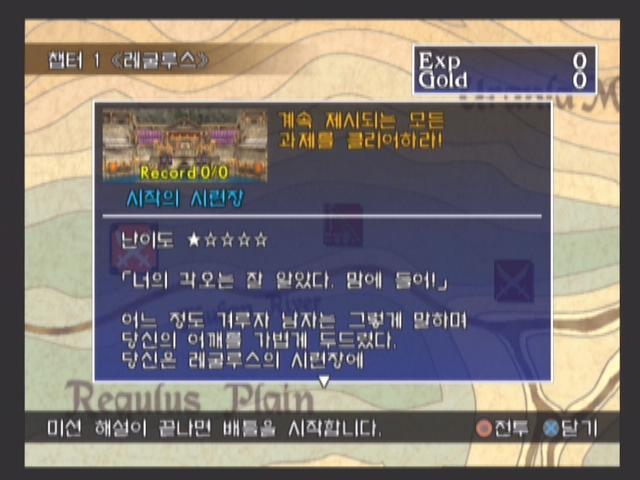 챕터 1 《레굴루스》
Exp 0
Gold 0
계속 제시되는 모든
과제를 클리어하라!
Record 0/0
시작의 시련장
난이도 ★☆☆☆☆
「너의 각오는 잘 알았다. 맘에 들어!」
어느 정도 겨루자 남자는 그렇게 말하며
당신의 어깨를 가볍게 두드렸다.
당신은 레굴루스의 시련장에
Regulus Plain
미션 해설이 끝나면 배틀을 시작합니다.
전투 닫기